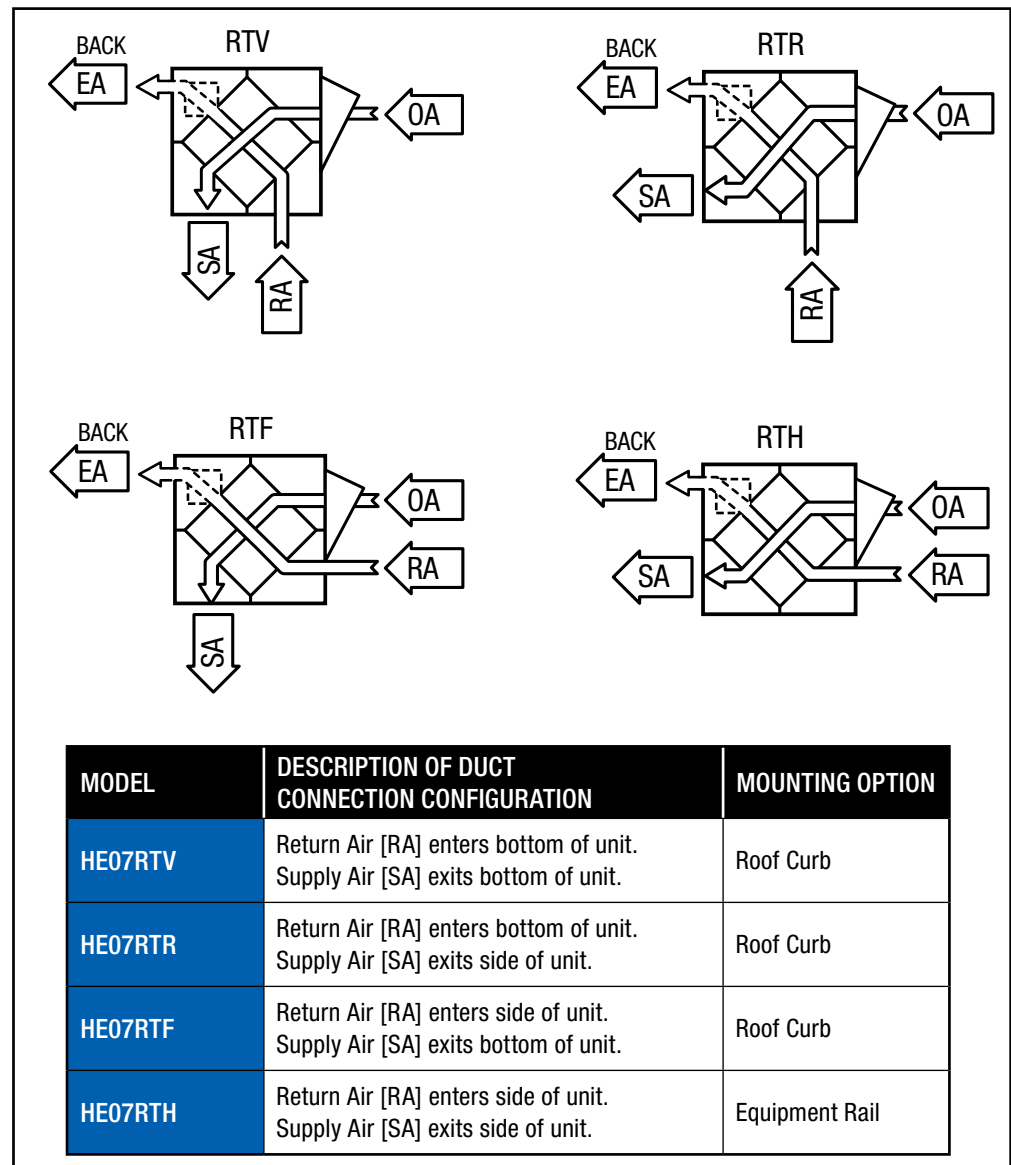 RTV
BACK
EA
OA
SA
RA
RTR
BACK
EA
OA
SA
RA
RTF
BACK
EA
OA
RA
SA
RTH
BACK
EA
OA
SA
RA
MODEL
DESCRIPTION OF DUCT
CONNECTION CONFIGURATION
MOUNTING OPTION
HE07RTV
Return Air [RA] enters bottom of unit.
Supply Air [SA] exits bottom of unit.
Roof Curb
HE07RTR
Return Air [RA] enters bottom of unit.
Supply Air [SA] exits side of unit.
Roof Curb
HE07RTF
Return Air [RA] enters side of unit.
Supply Air [SA] exits bottom of unit.
Roof Curb
HE07RTH
Return Air [RA] enters side of unit.
Supply Air [SA] exits side of unit.
Equipment Rail